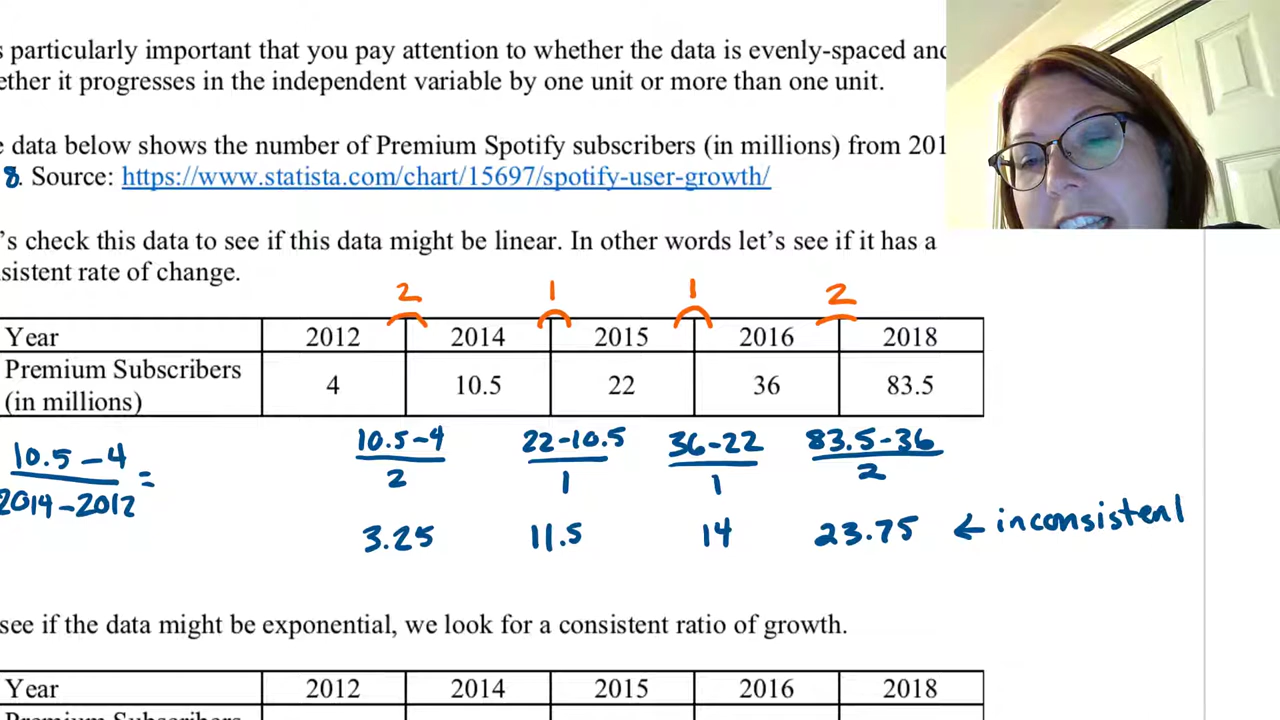 particularly important that you pay attention to whether the data is evenly-spaced
it progresses in the independent variable by one unit or more than one unit.
data below shows the number of Premium Spotify subscribers (in millions) from 201
8. Source: https://www.statista.com/chart/15697/spotify-user-growth/
's check this data to see if this data might be linear. In other words let's see if it has a
rate of change.
2 1 1 2
Year 2012 2014 2015 2016 2018
Premium Subscribers
(in millions) 4 10.5 22 36 83.5
10.5-4 22-10.5 36-22 83.5-36
2 1 1 2
10.5-4
2014-2012
=
3.25 11.5 14 23.75 ← inconsistent
see if the data might be exponential, we look for a consistent ratio of growth.
Year 2012 2014 2015 2016 2018
Premium Subscribers